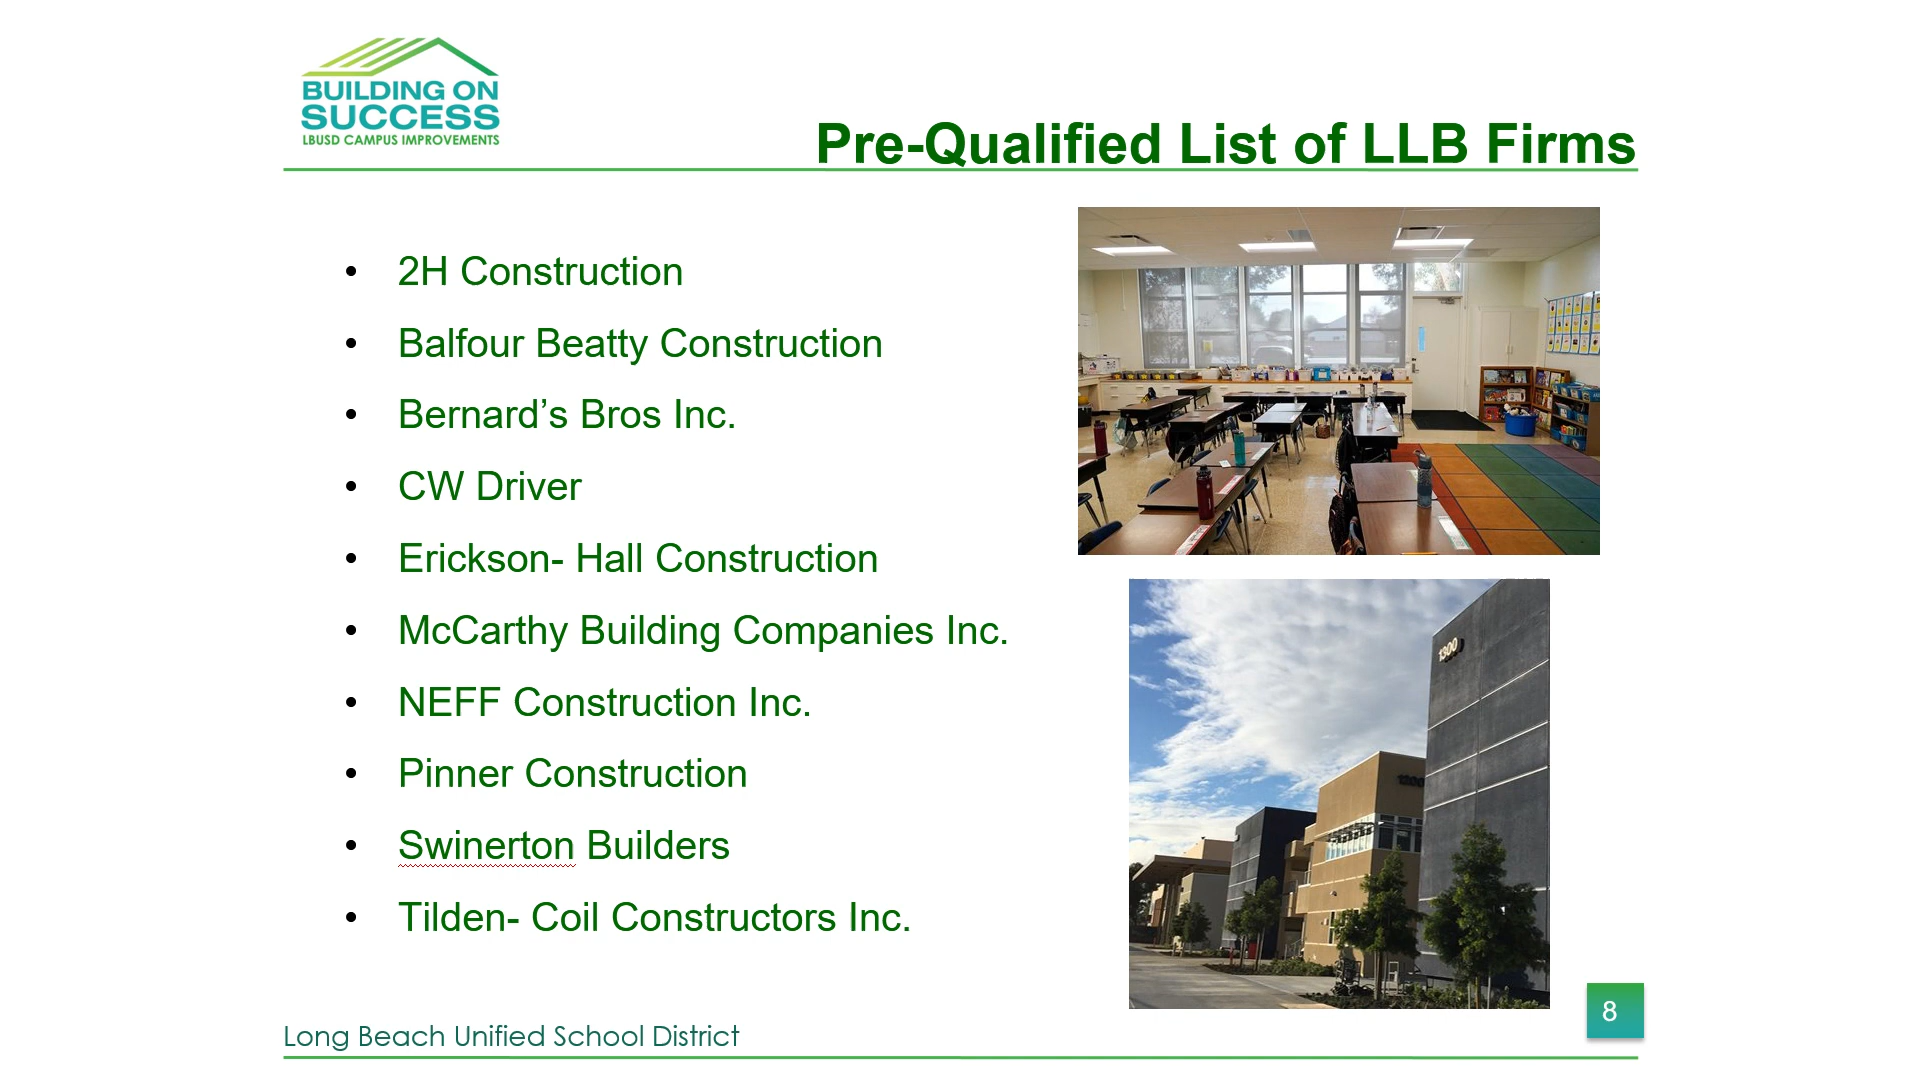 BUILDING ON
SUCCESS
LBUSD CAMPUS IMPROVEMENTS
Pre-Qualified List of LLB Firms
• 2H Construction
• Balfour Beatty Construction
• Bernard’s Bros Inc.
• CW Driver
• Erickson- Hall Construction
• McCarthy Building Companies Inc.
• NEFF Construction Inc.
• Pinner Construction
• Swinerton Builders
• Tilden- Coil Constructors Inc.
1300
1200
8
Long Beach Unified School District